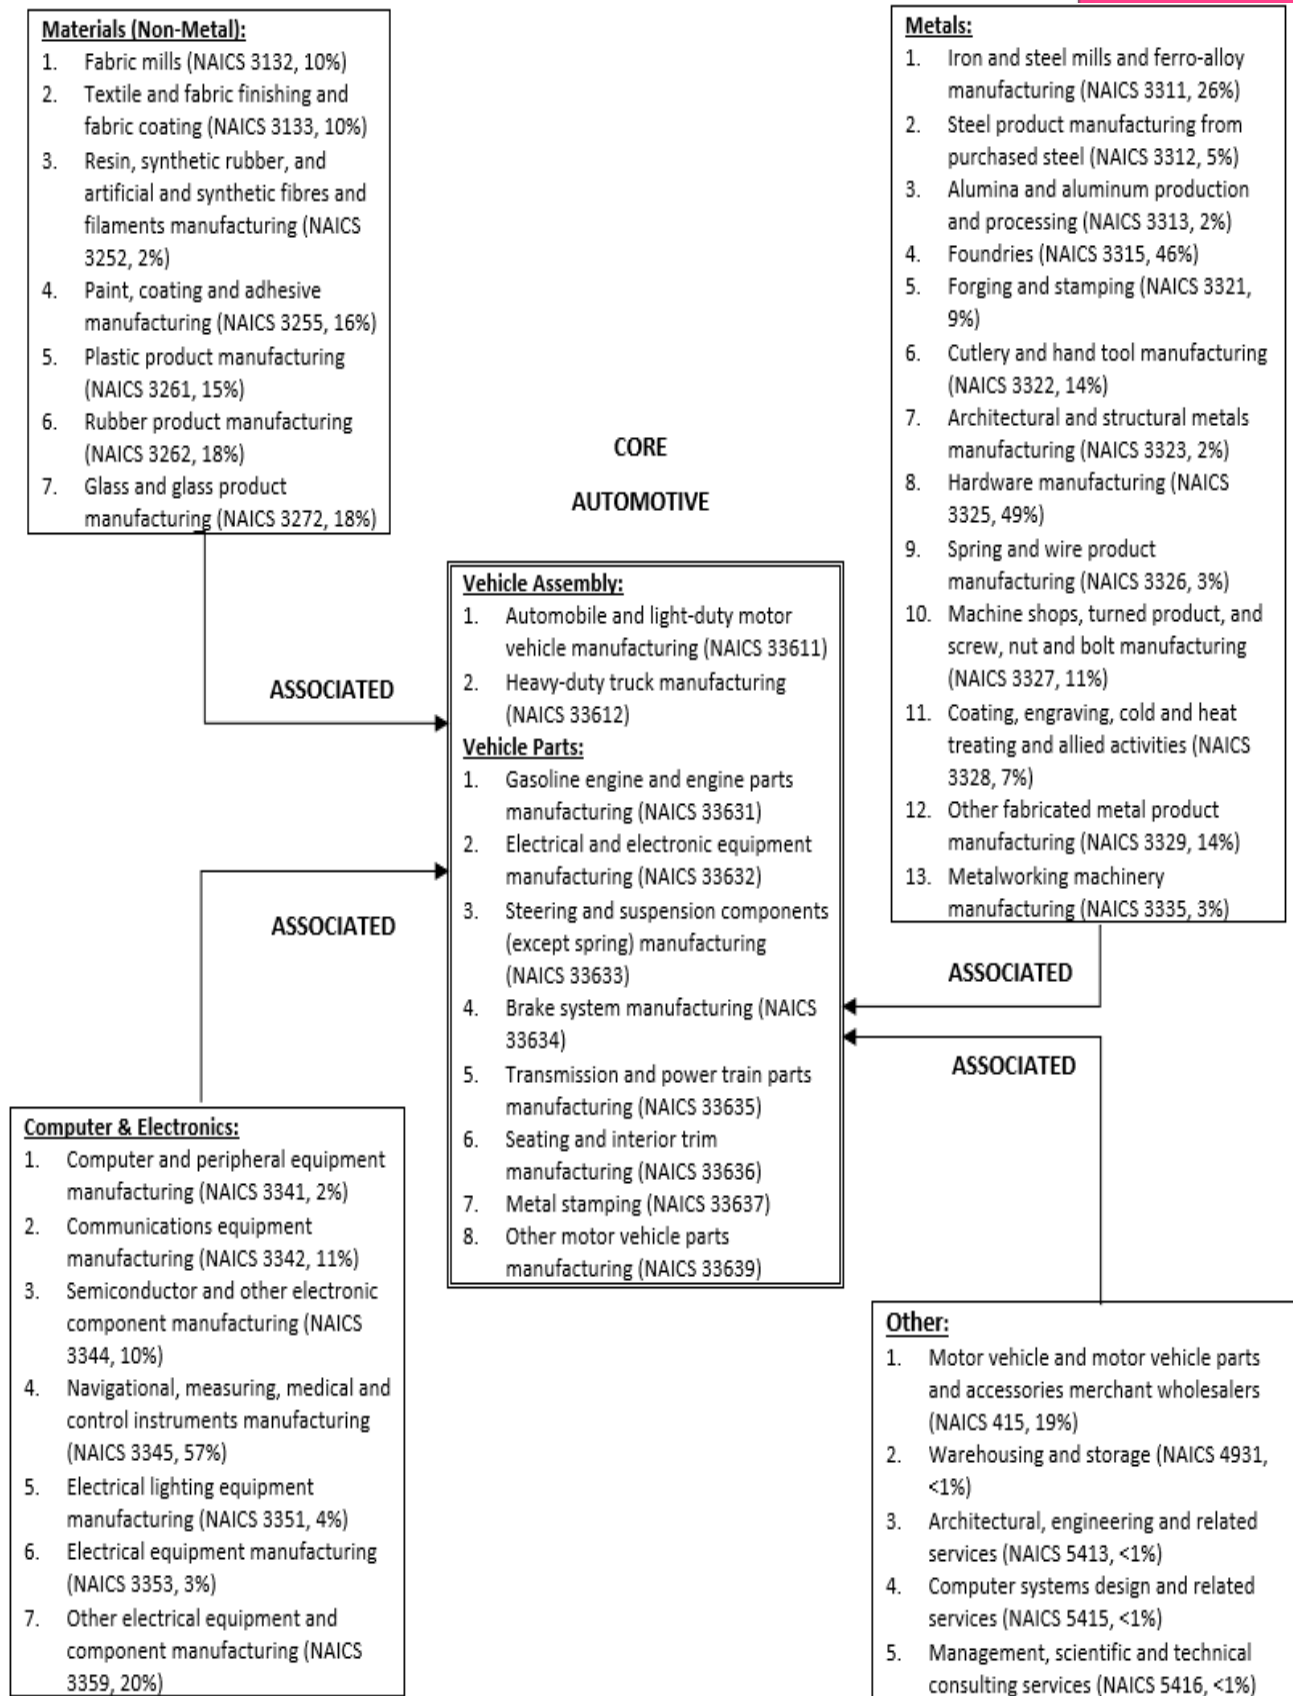 Materials (Non-Metal):
1. Fabric mills (NAICS 3132, 10%)
2. Textile and fabric finishing and
fabric coating (NAICS 3133, 10%)
3. Resin, synthetic rubber, and
artificial and synthetic fibres and
filaments manufacturing (NAICS
3252, 2%)
4. Paint, coating and adhesive
manufacturing (NAICS 3255, 16%)
5. Plastic product manufacturing
(NAICS 3261, 15%)
6. Rubber product manufacturing
(NAICS 3262, 18%)
7. Glass and glass product
manufacturing (NAICS 3272, 18%)
ASSOCIATED
Metals:
1. Iron and steel mills and ferro-alloy
manufacturing (NAICS 3311, 26%)
2. Steel product manufacturing from
purchased steel (NAICS 3312, 5%)
3. Alumina and aluminum production
and processing (NAICS 3313, 2%)
4. Foundries (NAICS 3315, 46%)
5. Forging and stamping (NAICS 3321,
9%)
6. Cutlery and hand tool manufacturing
(NAICS 3322, 14%)
7. Architectural and structural metals
manufacturing (NAICS 3323, 2%)
8. Hardware manufacturing (NAICS
3325, 49%)
9. Spring and wire product
manufacturing (NAICS 3326, 3%)
10. Machine shops, turned product, and
screw, nut and bolt manufacturing
(NAICS 3327, 11%)
11. Coating, engraving, cold and heat
treating and allied activities (NAICS
3328, 7%)
12. Other fabricated metal product
manufacturing (NAICS 3329, 14%)
13. Metalworking machinery
manufacturing (NAICS 3335, 3%)
ASSOCIATED
CORE
AUTOMOTIVE
Vehicle Assembly:
1. Automobile and light-duty motor
vehicle manufacturing (NAICS 33611)
2. Heavy-duty truck manufacturing
(NAICS 33612)
Vehicle Parts:
1. Gasoline engine and engine parts
manufacturing (NAICS 33631)
2. Electrical and electronic equipment
manufacturing (NAICS 33632)
3. Steering and suspension components
(except spring) manufacturing
(NAICS 33633)
4. Brake system manufacturing (NAICS
33634)
5. Transmission and power train parts
manufacturing (NAICS 33635)
6. Seating and interior trim
manufacturing (NAICS 33636)
7. Metal stamping (NAICS 33637)
8. Other motor vehicle parts
manufacturing (NAICS 33639)
ASSOCIATED
Computer & Electronics:
1. Computer and peripheral equipment
manufacturing (NAICS 3341, 2%)
2. Communications equipment
manufacturing (NAICS 3342, 11%)
3. Semiconductor and other electronic
component manufacturing (NAICS
3344, 10%)
4. Navigational, measuring, medical and
control instruments manufacturing
(NAICS 3345, 57%)
5. Electrical lighting equipment
manufacturing (NAICS 3351, 4%)
6. Electrical equipment manufacturing
(NAICS 3353, 3%)
7. Other electrical equipment and
component manufacturing (NAICS
3359, 20%)
ASSOCIATED
Other:
1. Motor vehicle and motor vehicle parts
and accessories merchant wholesalers
(NAICS 415, 19%)
2. Warehousing and storage (NAICS 4931,
<1%)
3. Architectural, engineering and related
services (NAICS 5413, <1%)
4. Computer systems design and related
services (NAICS 5415, <1%)
5. Management, scientific and technical
consulting services (NAICS 5416, <1%)